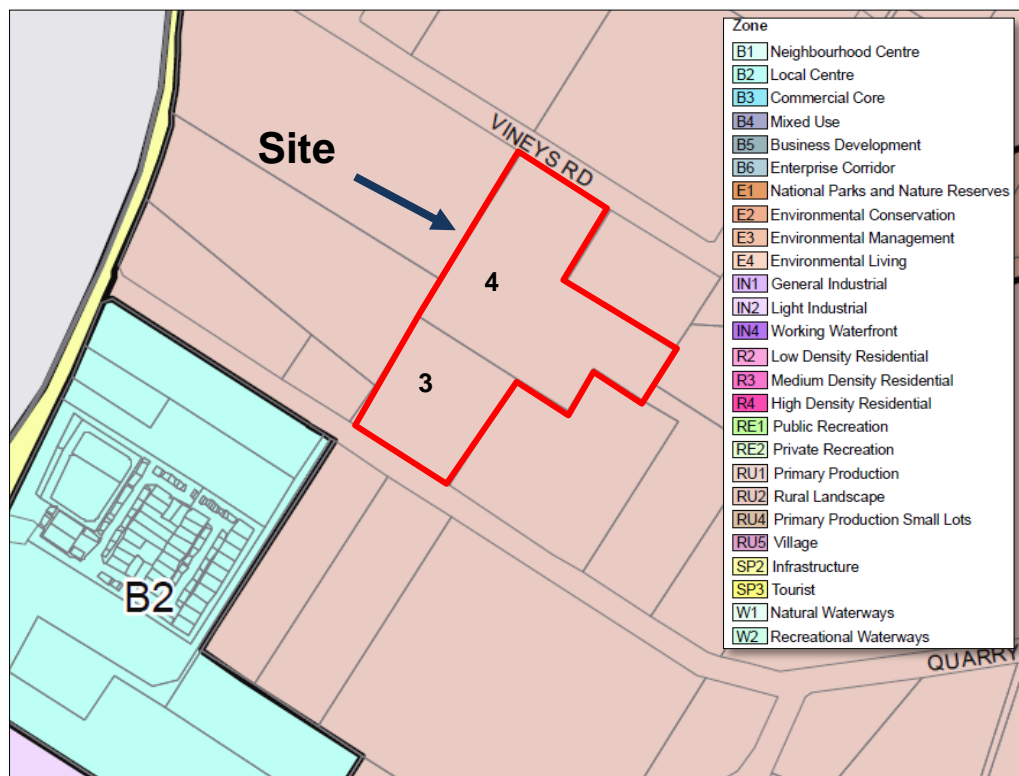 Zone
B1 Neighbourhood Centre
B2 Local Centre
B3 Commercial Core
B4 Mixed Use
B5 Business Development
B6 Enterprise Corridor
E1 National Parks and Nature Reserves
E2 Environmental Conservation
E3 Environmental Management
E4 Environmental Living
IN1 General Industrial
IN2 Light Industrial
IN4 Working Waterfront
R2 Low Density Residential
R3 Medium Density Residential
R4 High Density Residential
RE1 Public Recreation
RE2 Private Recreation
RU1 Primary Production
RU2 Rural Landscape
RU4 Primary Production Small Lots
RU5 Village
SP2 Infrastructure
SP3 Tourist
W1 Natural Waterways
W2 Recreational Waterways
VINEYS RD
Site
4
3
B2
QUARRY